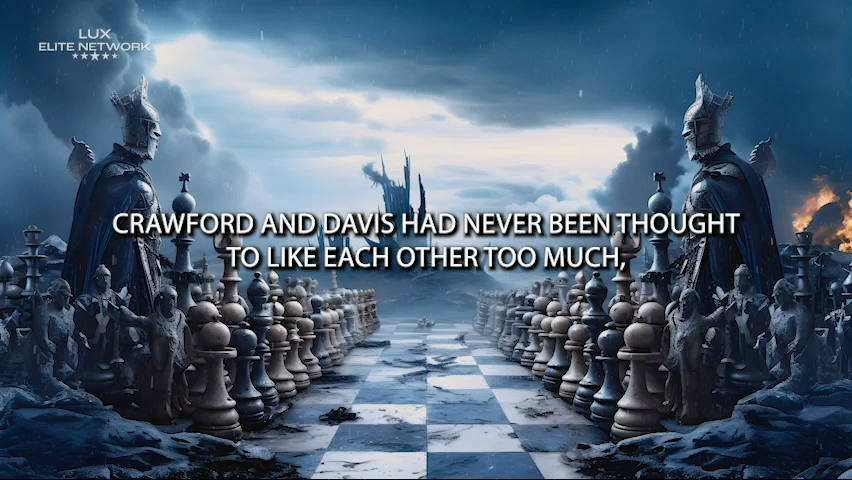 LUX
ELITE NETWORK
CRAWFORD AND DAVIS HAD NEVER BEEN THOUGHT
TO LIKE EACH OTHER TOO MUCH,